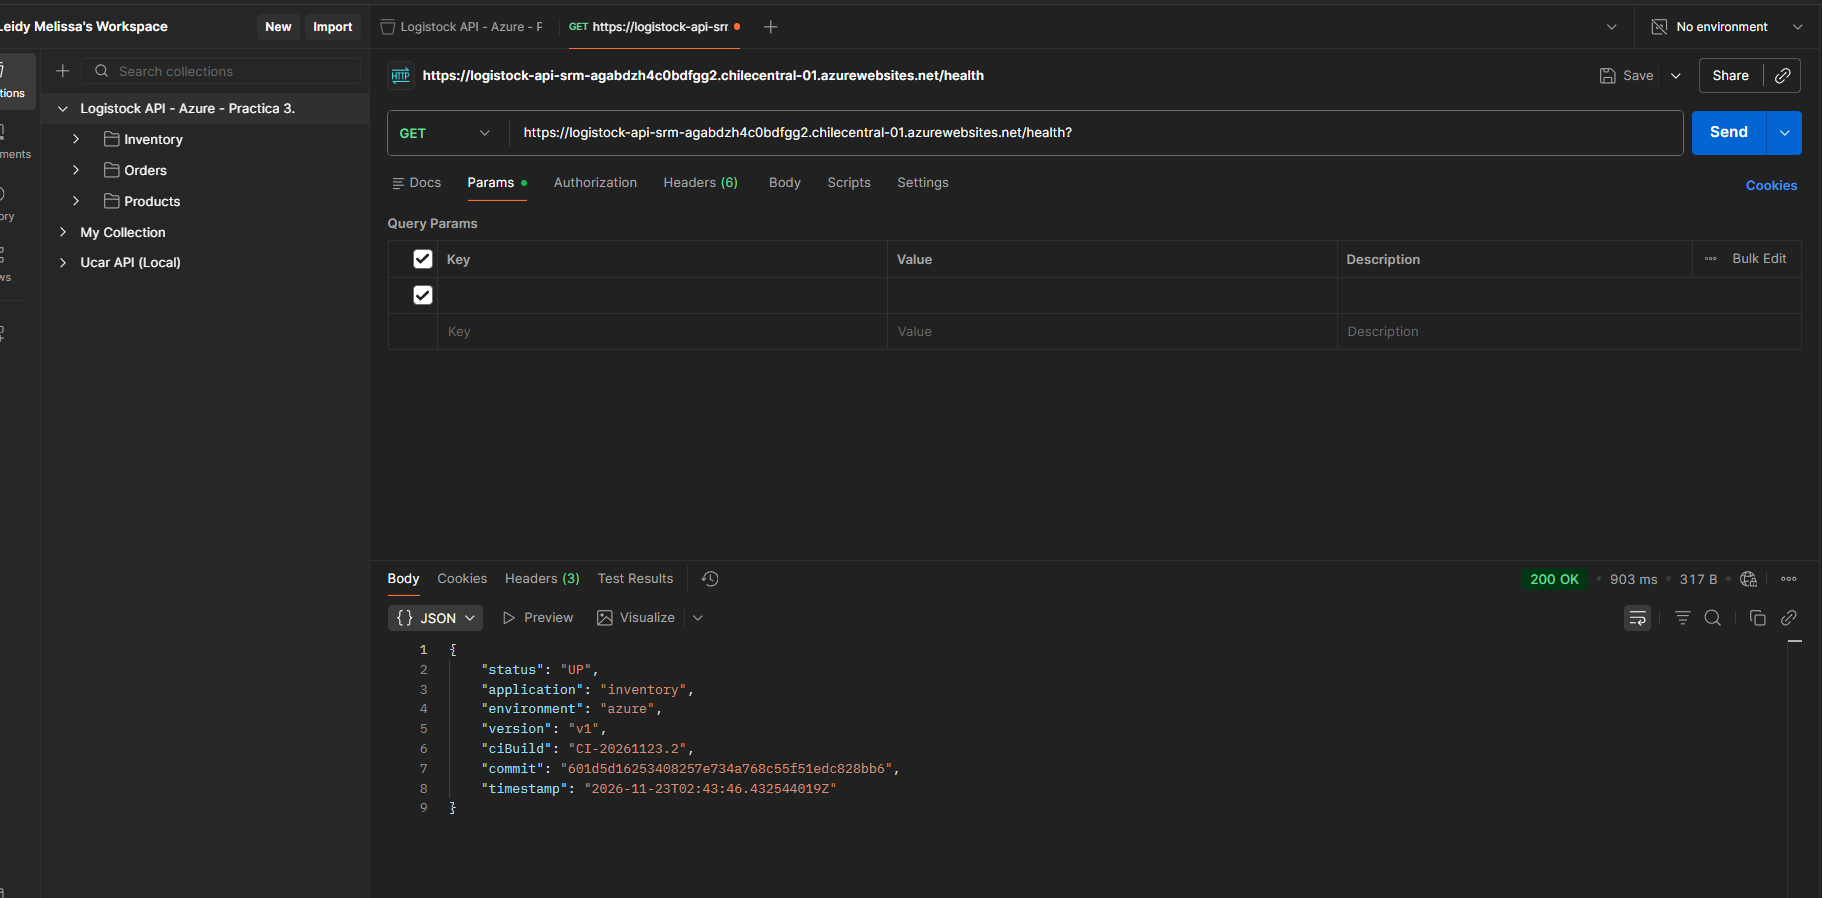 Leidy Melissa's Workspace
New
Import
Logistock API - Azure - P
GET https://logistock-api-srr
No environment
Search collections
HTTP
https://logistock-api-srm-agabdzh4c0bdfgg2.chilecentral-01.azurewebsites.net/health
Save
Share
Logistock API - Azure - Practica 3.
Inventory
Orders
Products
My Collection
Ucar API (Local)
GET
https://logistock-api-srm-agabdzh4c0bdfgg2.chilecentral-01.azurewebsites.net/health?
Send
Docs
Params
Authorization
Headers (6)
Body
Scripts
Settings
Cookies
Query Params
Key
Value
Description
Bulk Edit
Key
Value
Description
Body
Cookies
Headers (3)
Test Results
200 OK
903 ms
317 B
{} JSON
Preview
Visualize
1 {
2 "status": "UP",
3 "application": "inventory",
4 "environment": "azure",
5 "version": "v1",
6 "ciBuild": "CI-20261123.2",
7 "commit": "601d5d16253408257e734a768c55f51edc828bb6",
8 "timestamp": "2026-11-23T02:43:46.432544019Z"
9 }